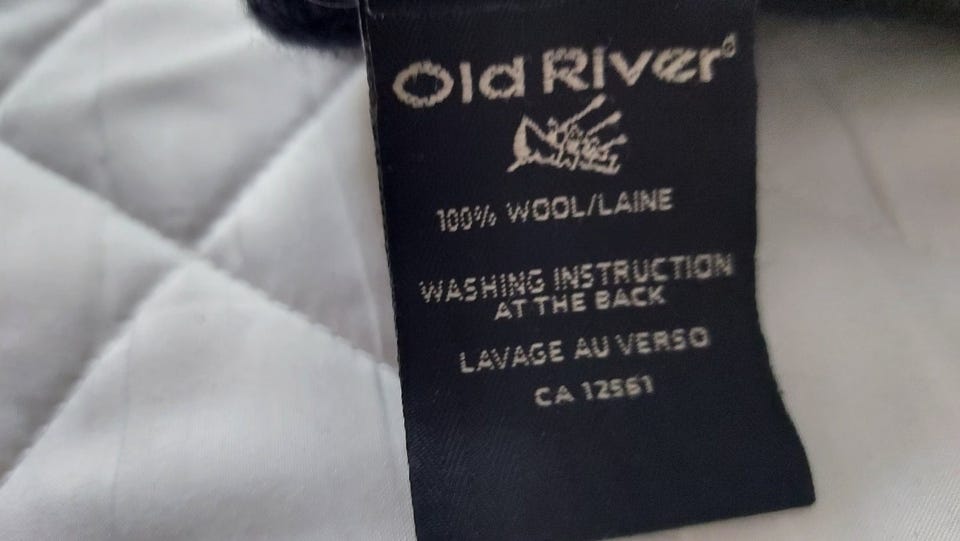 Old River®
100% WOOL/LAINE
WASHING INSTRUCTION
AT THE BACK
LAVAGE AU VERSO
CA 12561